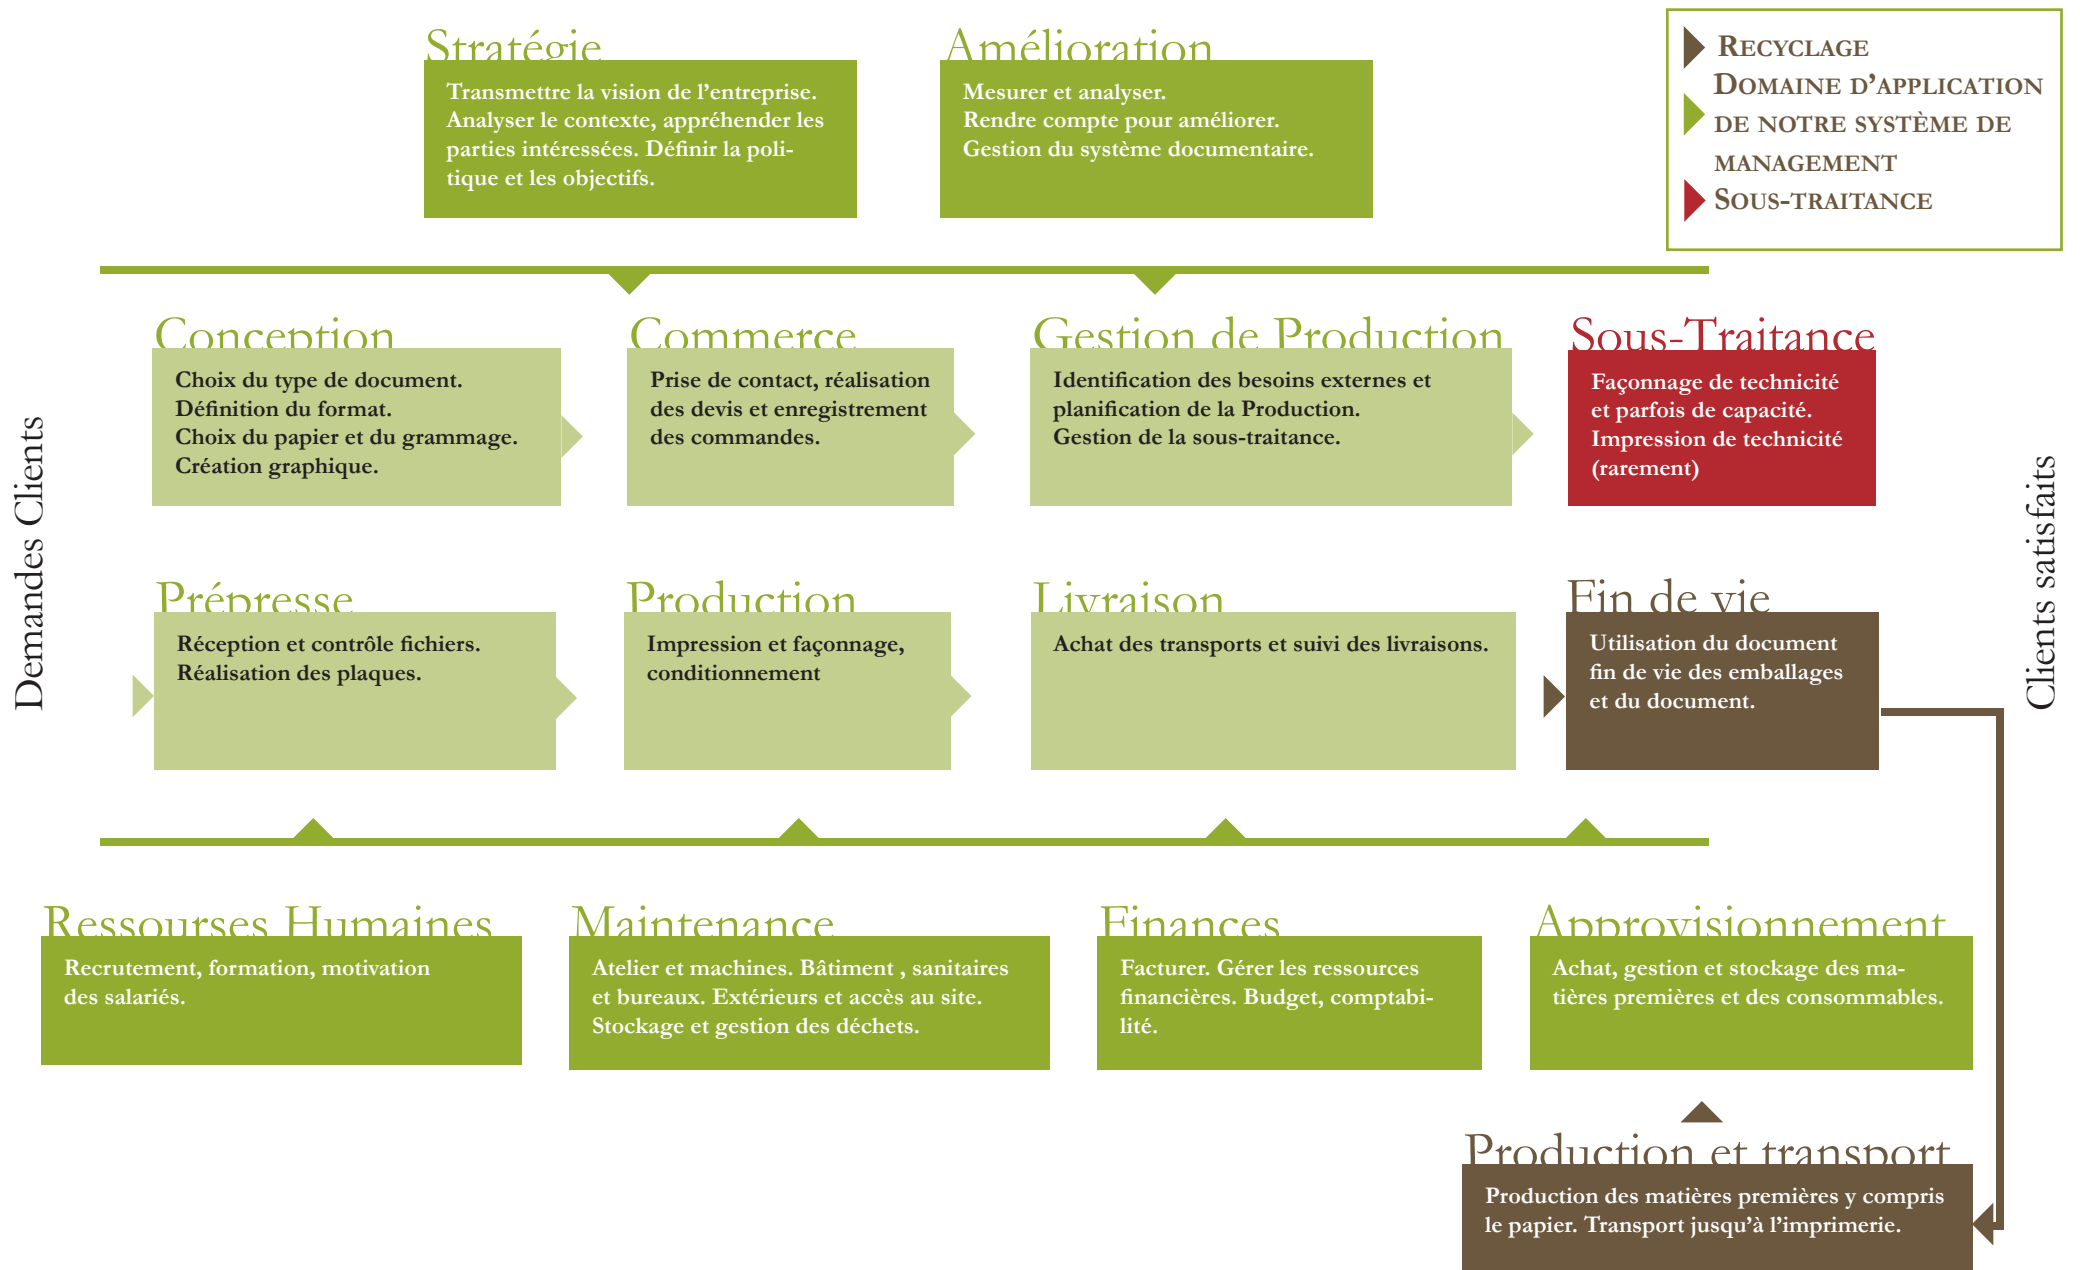 Stratégie
Transmettre la vision de l'entreprise.
Analyser le contexte, appréhender les
parties intéressées. Définir la poli-
tique et les objectifs.
Amélioration
Mesurer et analyser.
Rendre compte pour améliorer.
Gestion du système documentaire.
Recyclage
Domaine d'application
de notre système de
management
Sous-traitance
Demandes Clients
Conception
Choix du type de document.
Définition du format.
Choix du papier et du grammage.
Création graphique.
Commerce
Prise de contact, réalisation
des devis et enregistrement
des commandes.
Gestion de Production
Identification des besoins externes et
planification de la Production.
Gestion de la sous-traitance.
Sous-Traitance
Façonnage de technicité
et parfois de capacité.
Impression de technicité
(rarement)
Prépresse
Réception et contrôle fichiers.
Réalisation des plaques.
Production
Impression et façonnage,
conditionnement
Livraison
Achat des transports et suivi des livraisons.
Fin de vie
Utilisation du document
fin de vie des emballages
et du document.
Clients satisfaits
Ressourses Humaines
Recrutement, formation, motivation
des salariés.
Maintenance
Atelier et machines. Bâtiment , sanitaires
et bureaux. Extérieurs et accès au site.
Stockage et gestion des déchets.
Finances
Facturer. Gérer les ressources
financières. Budget, comptabi-
lité.
Approvisionnement
Achat, gestion et stockage des ma-
tières premières et des consommables.
Production et transport
Production des matières premières y compris
le papier. Transport jusqu'à l'imprimerie.